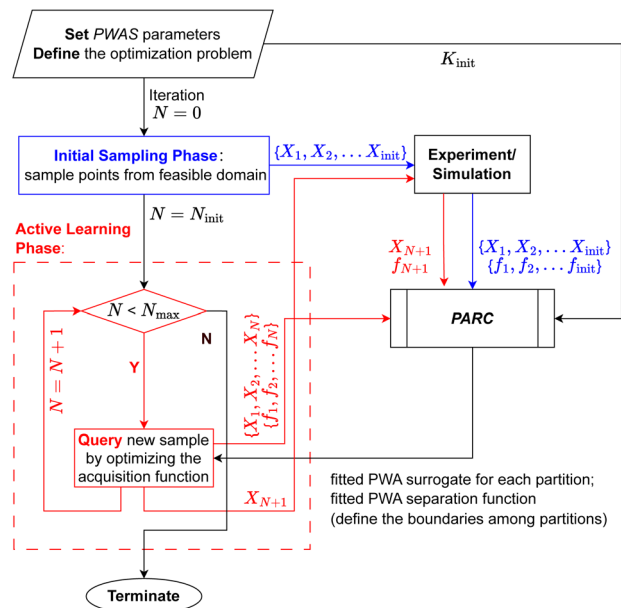 Set PWAS parameters
Define the optimization problem
K_init
Iteration
N = 0
Initial Sampling Phase:
sample points from feasible domain
{X_1, X_2, … X_init}
Experiment/
Simulation
N = N_init
Active Learning
Phase:
X_{N+1}
f_{N+1}
{X_1, X_2, … X_init}
{f_1, f_2, … f_init}
N < N_max
N
PARC
N = N + 1
Y
{X_1, X_2, … X_N}
{f_1, f_2, … f_N}
Query new sample
by optimizing the
acquisition function
X_{N+1}
fitted PWA surrogate for each partition;
fitted PWA separation function
(define the boundaries among partitions)
Terminate